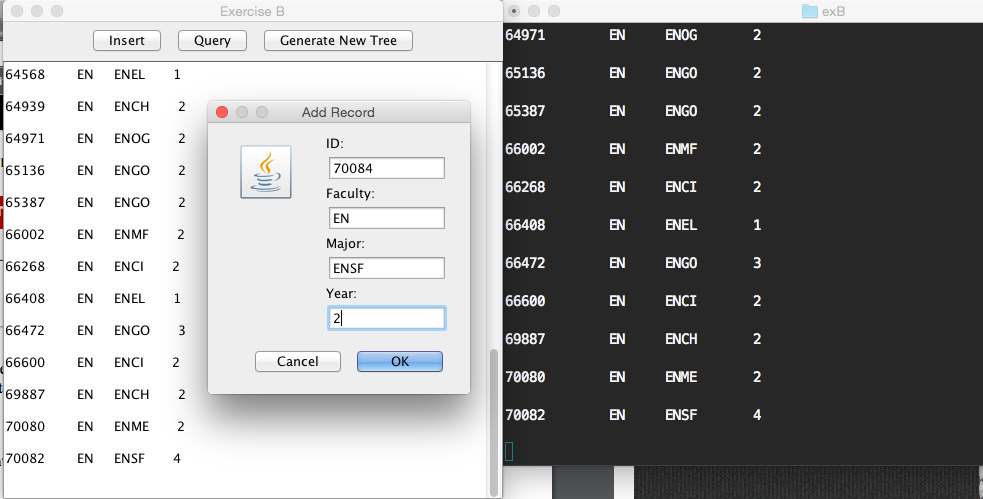 Exercise B
Insert Query Generate New Tree
64568 EN ENEL 1
64939 EN ENCH 2
64971 EN ENOG 2
65136 EN ENGO 2
65387 EN ENGO 2
66002 EN ENMF 2
66268 EN ENCI 2
66408 EN ENEL 1
66472 EN ENGO 3
66600 EN ENCI 2
69887 EN ENCH 2
70080 EN ENME 2
70082 EN ENSF 4
Add Record
ID:
70084
Faculty:
EN
Major:
ENSF
Year:
2
Cancel OK
exB
64971 EN ENOG 2
65136 EN ENGO 2
65387 EN ENGO 2
66002 EN ENMF 2
66268 EN ENCI 2
66408 EN ENEL 1
66472 EN ENGO 3
66600 EN ENCI 2
69887 EN ENCH 2
70080 EN ENME 2
70082 EN ENSF 4